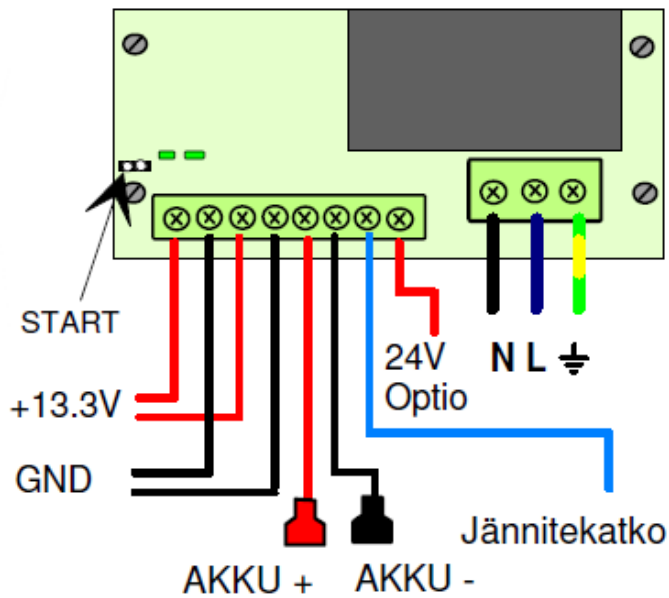 START
+13.3V
GND
AKKU +
AKKU -
24V
Optio
N L
Jännitekatko